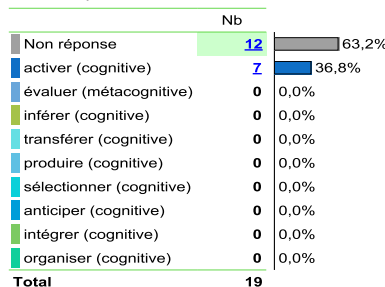 Nb
Non réponse 12 63,2%
activer (cognitive) 7 36,8%
évaluer (métacognitive) 0 0,0%
inférer (cognitive) 0 0,0%
transférer (cognitive) 0 0,0%
produire (cognitive) 0 0,0%
sélectionner (cognitive) 0 0,0%
anticiper (cognitive) 0 0,0%
intégrer (cognitive) 0 0,0%
organiser (cognitive) 0 0,0%
Total 19